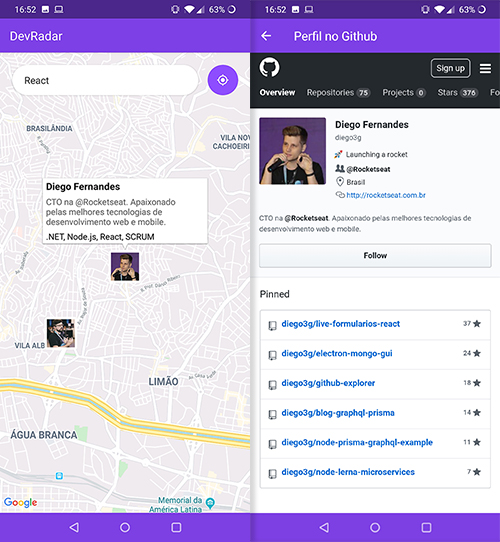 16:52
63%
DevRadar
React
BRASILÂNDIA
VILA NOVA
CACHOEIRI
Diego Fernandes
CTO na @Rocketseat. Apaixonado
pelas melhores tecnologias de
desenvolvimento web e mobile.
.NET, Node.js, React, SCRUM
VILA ALB
LIMÃO
ÁGUA BRANCA
Google
Memorial da
América Latina
16:52
63%
Perfil no Github
Sign up
Overview Repositories 75 Projects 0 Stars 376 Fo
Diego Fernandes
diego3g
Launching a rocket
@Rocketseat
Brasil
http://rocketseat.com.br
CTO na @Rocketseat. Apaixonado pelas melhores tecnologias de
desenvolvimento web e mobile.
Follow
Pinned
diego3g/live-formularios-react 37
diego3g/electron-mongo-gui 24
diego3g/github-explorer 18
diego3g/blog-graphql-prisma 14
diego3g/node-prisma-graphql-example 11
diego3g/node-lerna-microservices 7